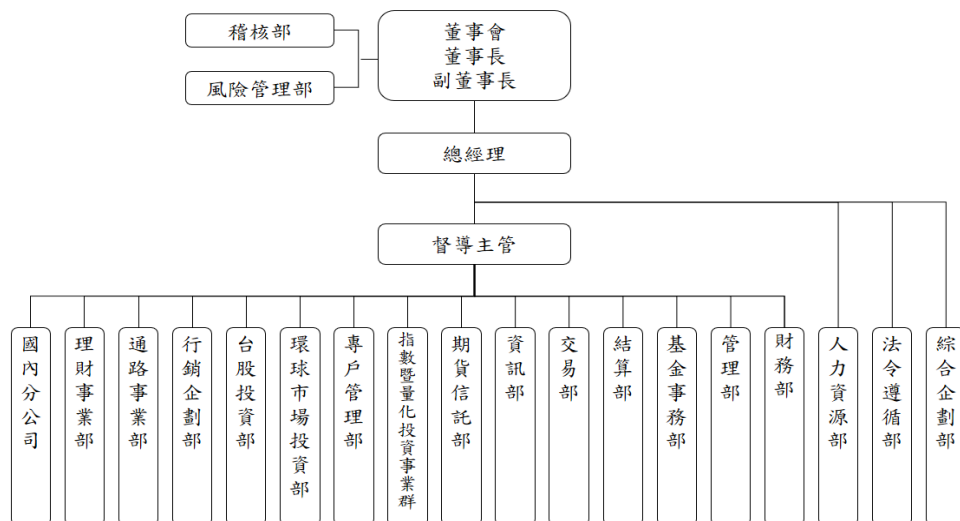 稽核部
風險管理部
董事會
董事長
副董事長
總經理
督導主管
國內分公司
理財事業部
通路事業部
行銷企劃部
台股投資部
環球市場投資部
專戶管理部
指數暨量化投資事業群
期貨信託部
資訊部
交易部
結算部
基金事務部
管理部
財務部
人力資源部
法令遵循部
綜合企劃部